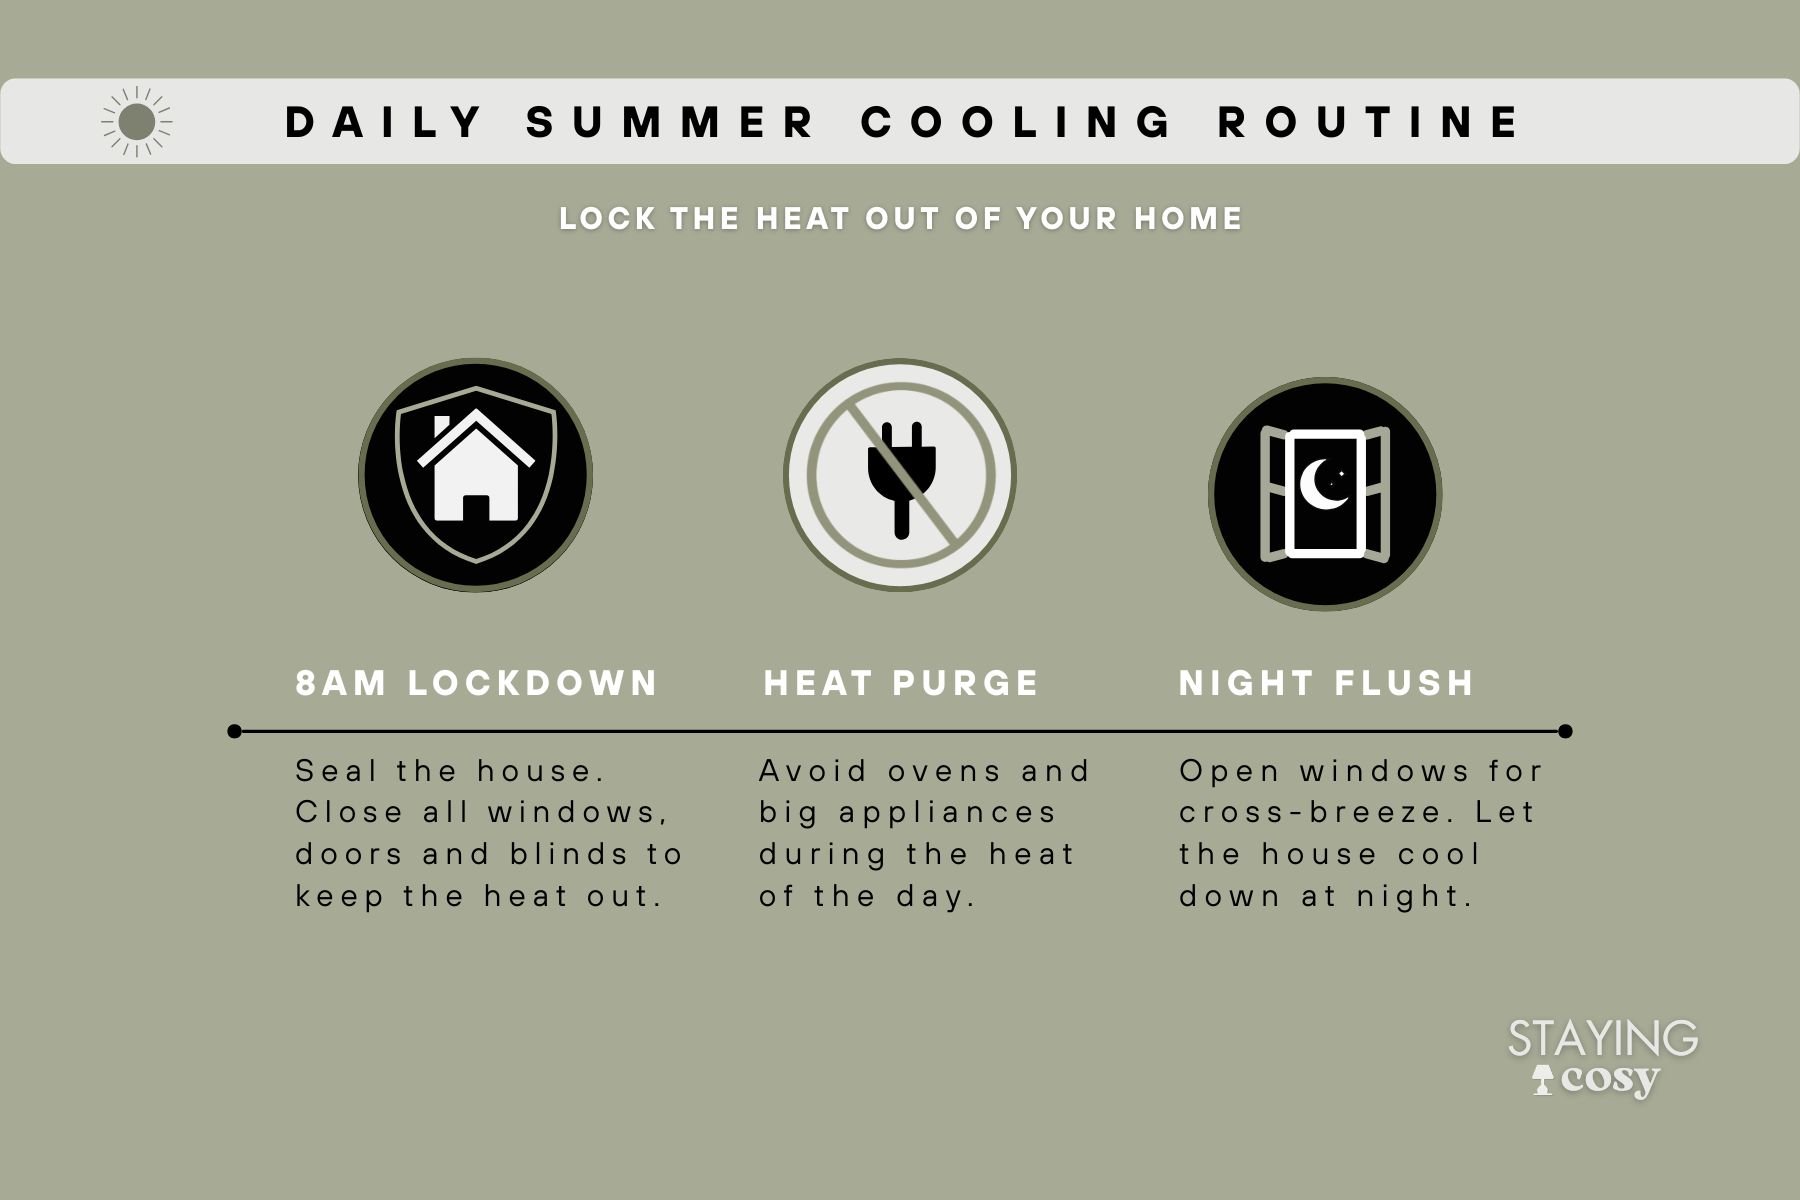 DAILY SUMMER COOLING ROUTINE
LOCK THE HEAT OUT OF YOUR HOME
8AM LOCKDOWN
Seal the house.
Close all windows,
doors and blinds to
keep the heat out.
HEAT PURGE
Avoid ovens and
big appliances
during the heat
of the day.
NIGHT FLUSH
Open windows for
cross-breeze. Let
the house cool
down at night.
STAYING
cosy